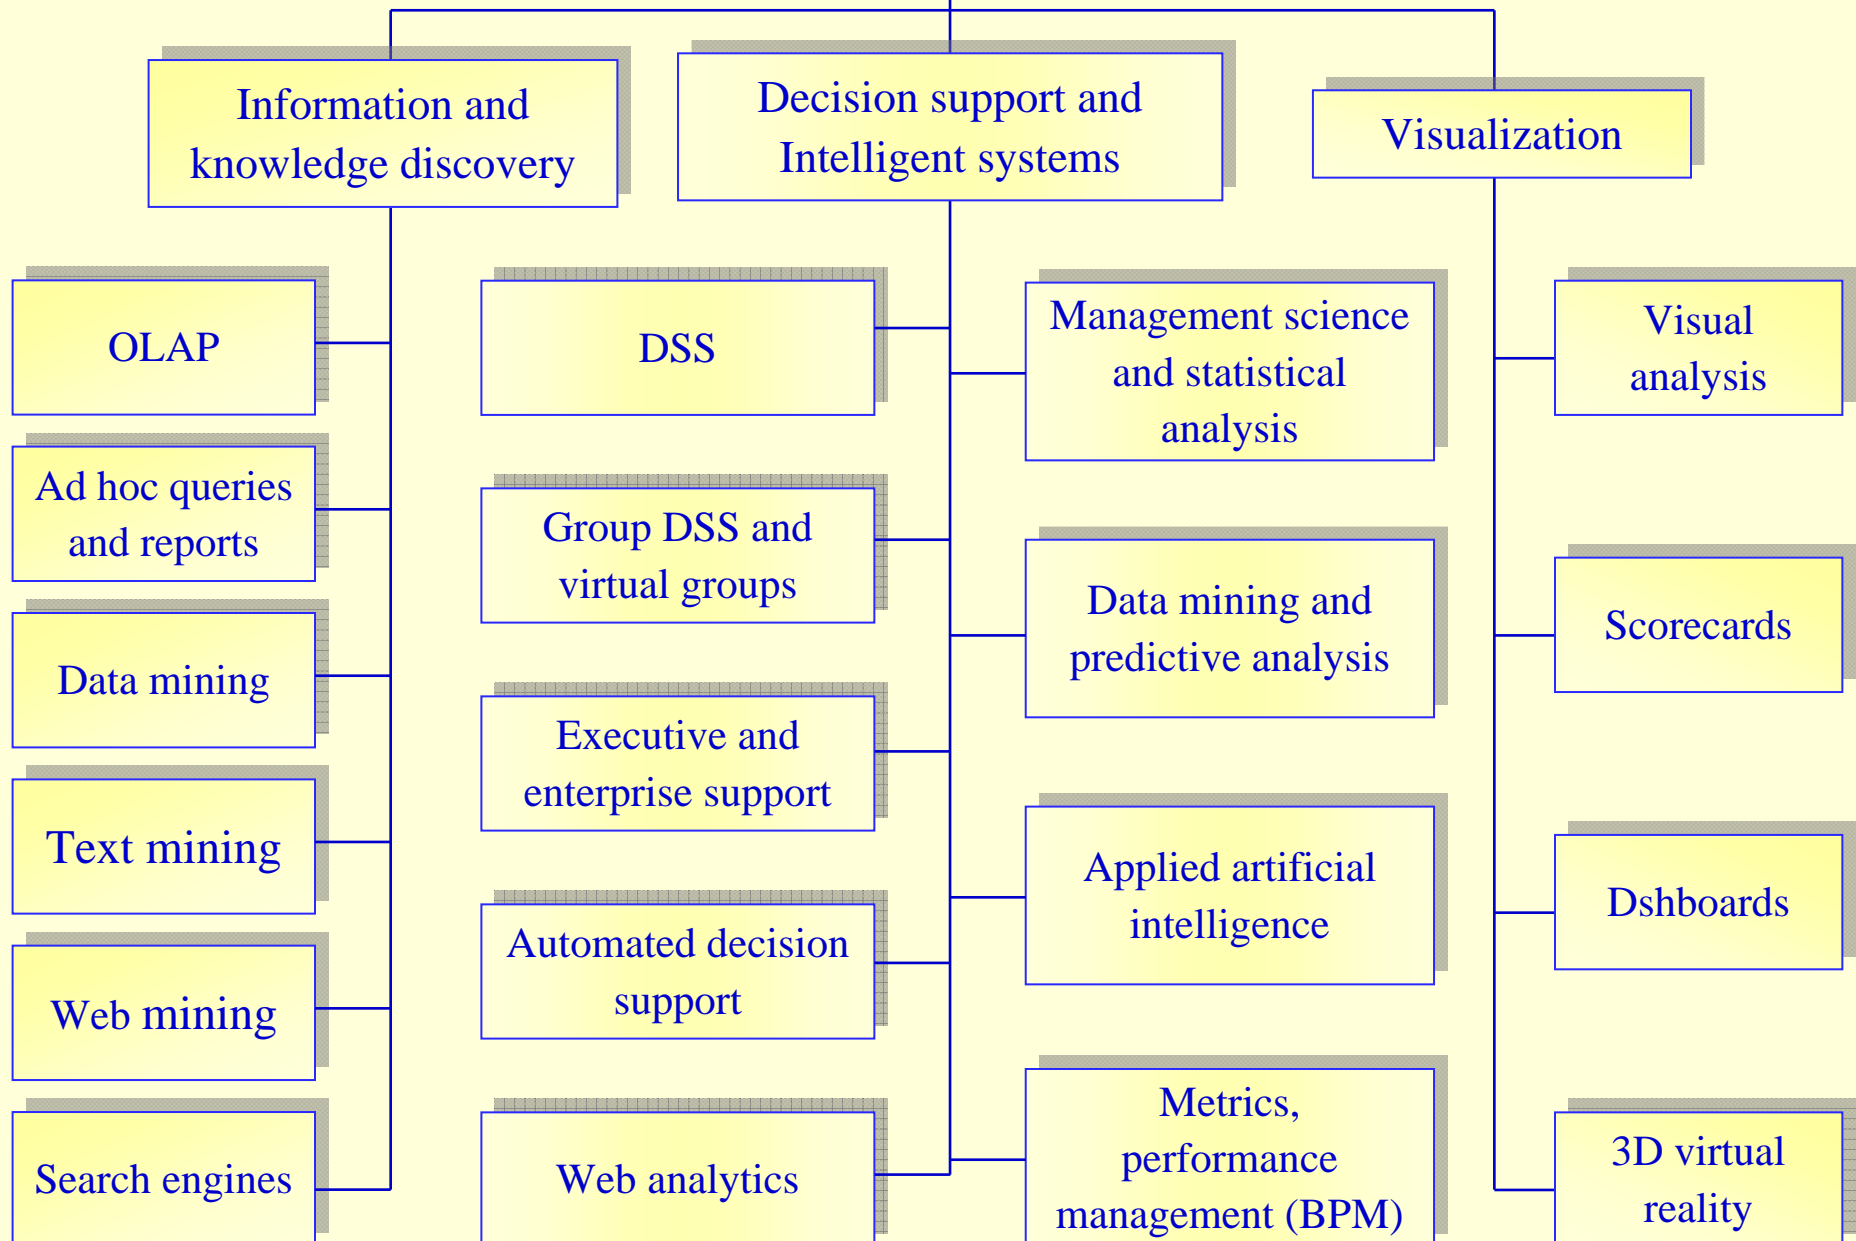 Information and
knowledge discovery
Decision support and
Intelligent systems
Visualization
OLAP
Ad hoc queries
and reports
Data mining
Text mining
Web mining
Search engines
DSS
Group DSS and
virtual groups
Executive and
enterprise support
Automated decision
support
Web analytics
Management science
and statistical
analysis
Data mining and
predictive analysis
Applied artificial
intelligence
Metrics,
performance
management (BPM)
Visual
analysis
Scorecards
Dshboards
3D virtual
reality